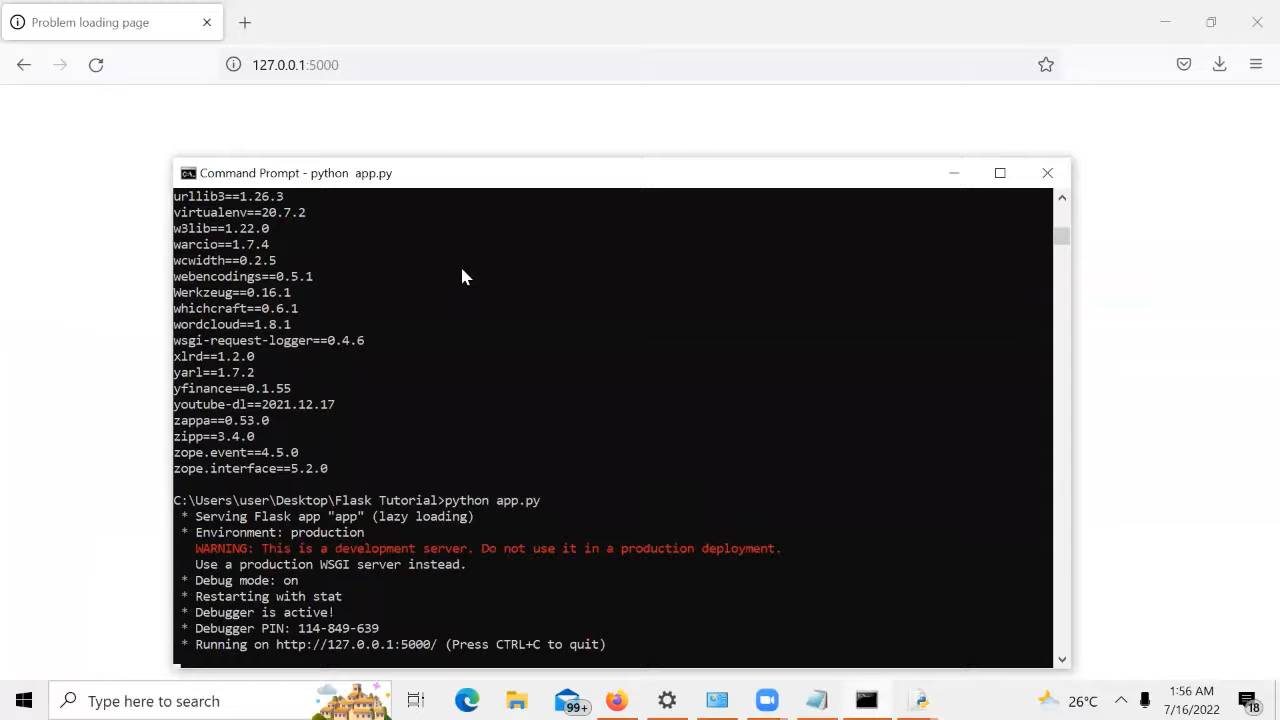 Problem loading page
127.0.0.1:5000
Command Prompt - python  app.py
urllib3==1.26.3
virtualenv==20.7.2
w3lib==1.22.0
warcio==1.7.4
wcwidth==0.2.5
webencodings==0.5.1
Werkzeug==0.16.1
whichcraft==0.6.1
wordcloud==1.8.1
wsgi-request-logger==0.4.6
xlrd==1.2.0
yarl==1.7.2
yfinance==0.1.55
youtube-dl==2021.12.17
zappa==0.53.0
zipp==3.4.0
zope.event==4.5.0
zope.interface==5.2.0
C:\Users\user\Desktop\Flask Tutorial>python app.py
* Serving Flask app "app" (lazy loading)
* Environment: production
WARNING: This is a development server. Do not use it in a production deployment.
Use a production WSGI server instead.
* Debug mode: on
* Restarting with stat
* Debugger is active!
* Debugger PIN: 114-849-639
* Running on http://127.0.0.1:5000/ (Press CTRL+C to quit)
Type here to search
99+
26°C
1:56 AM
7/16/2022
18